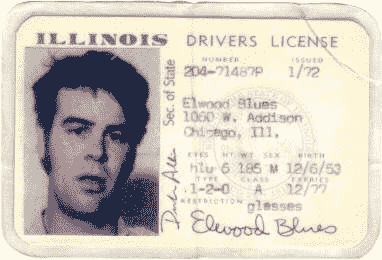 ILLINOIS DRIVERS LICENSE
NUMBER ISSUED
204-71487P 1/72
Sec of State
Elwood Blues
1060 W. Addison
Chicago, Ill.
EYES HT WT SEX BIRTH
blu 6 185 M 12/6/53
TYPE CLASS EXPIRES
1-2-0 A 12/77
RESTRICTION glasses
Elwood Blues